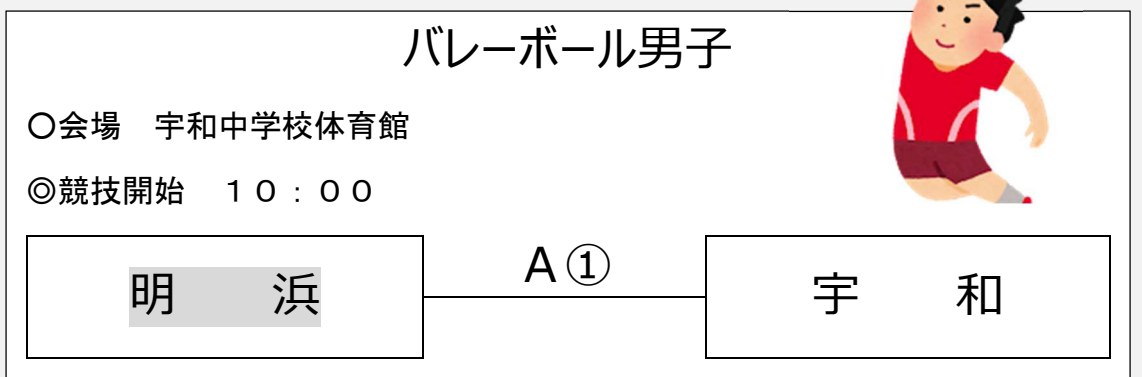 バレーボール男子
〇会場　宇和中学校体育館
◎競技開始　１０：００
A①
明　　浜
宇　　和